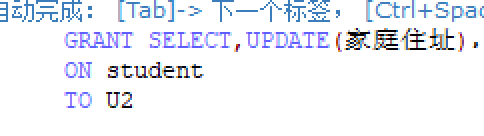 自动完成: [Tab]-> 下一个标签, [Ctrl+Spac
GRANT SELECT,UPDATE(家庭住址),
ON student
TO U2